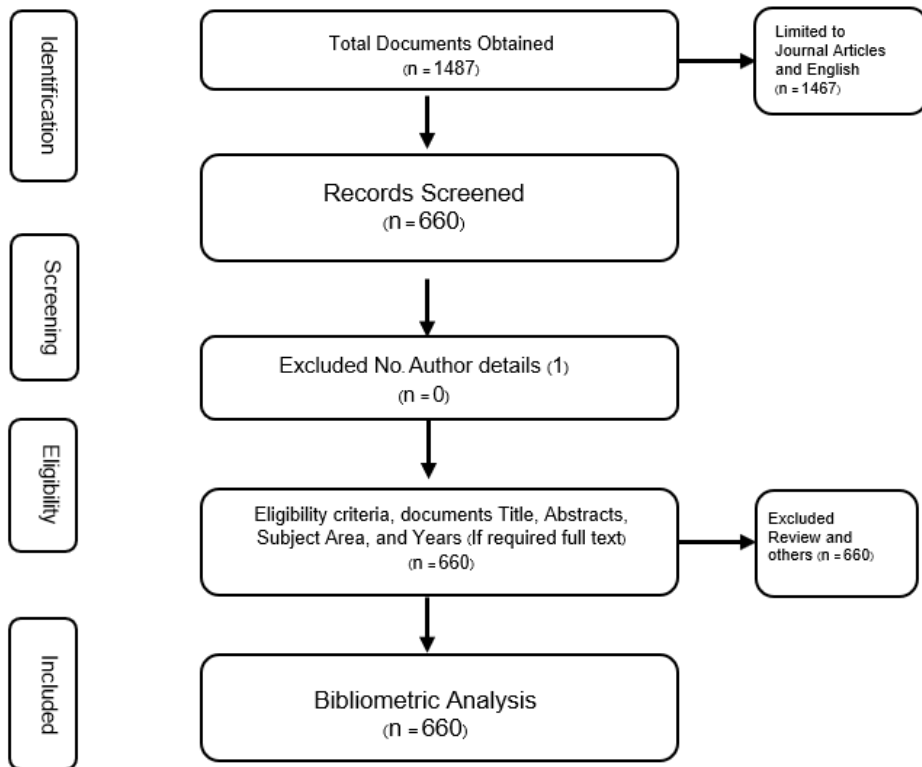 Identification
Total Documents Obtained
(n = 1487)
Limited to
Journal Articles
and English
(n = 1467)
Records Screened
(n = 660)
Screening
Excluded No. Author details (1)
(n = 0)
Eligibility
Eligibility criteria, documents Title, Abstracts,
Subject Area, and Years (If required full text)
(n = 660)
Excluded
Review and
others (n = 660)
Included
Bibliometric Analysis
(n = 660)